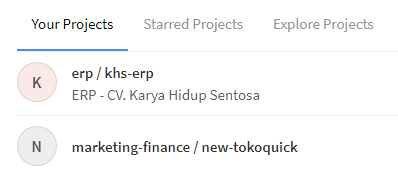 Your Projects Starred Projects Explore Projects
K
erp / khs-erp
ERP - CV. Karya Hidup Sentosa
N
marketing-finance / new-tokoquick